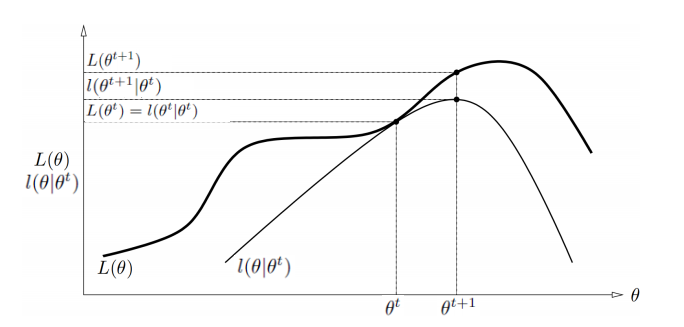 L(θ^{t+1})
l(θ^{t+1}|θ^t)
L(θ^t) = l(θ^t|θ^t)
L(θ)
l(θ|θ^t)
L(θ)
l(θ|θ^t)
θ^t
θ^{t+1}
θ